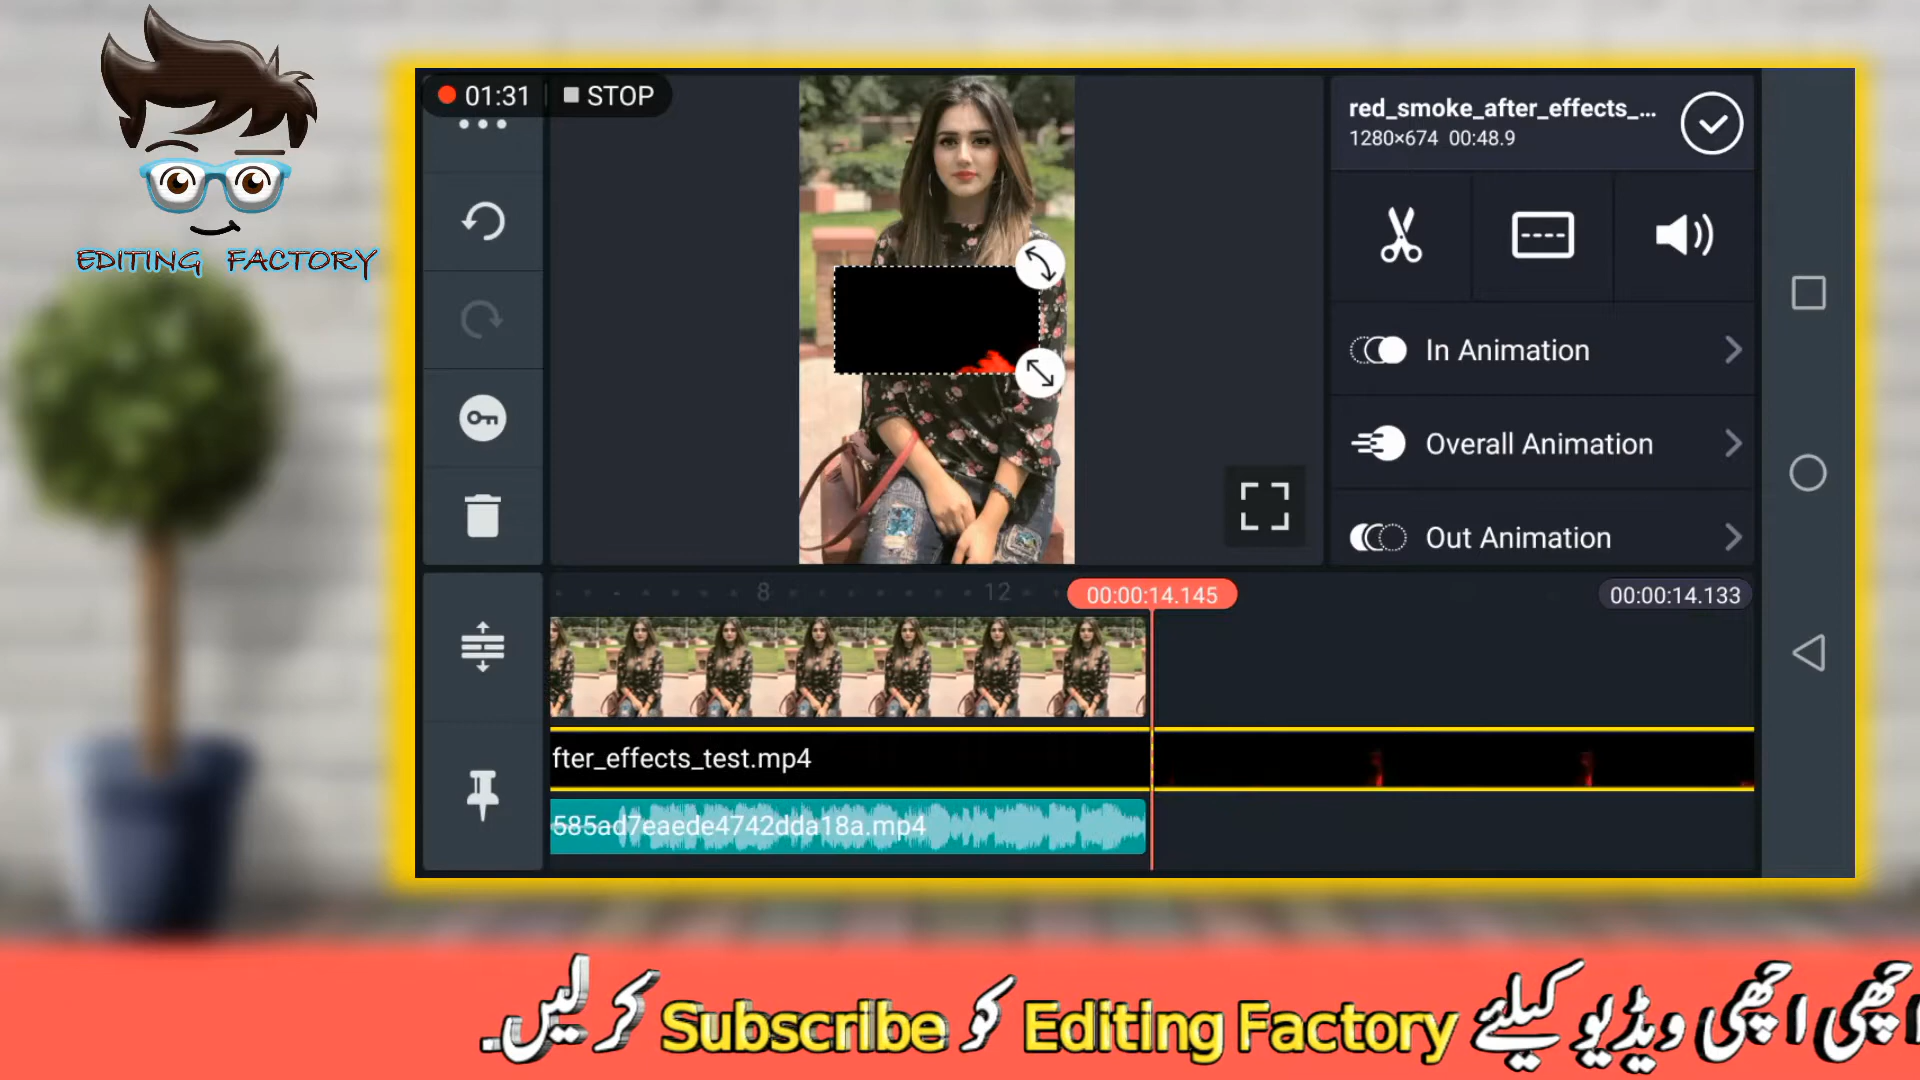 EDITING FACTORY
01:31 STOP
red_smoke_after_effects_...
1280×674 00:48.9
In Animation
Overall Animation
Out Animation
8 12 00:00:14.145 00:00:14.133
fter_effects_test.mp4
585ad7eaede4742dda18a.mp4
اچھی اچھی ویڈیو کیلئے Editing Factory کو Subscribe کر لیں۔